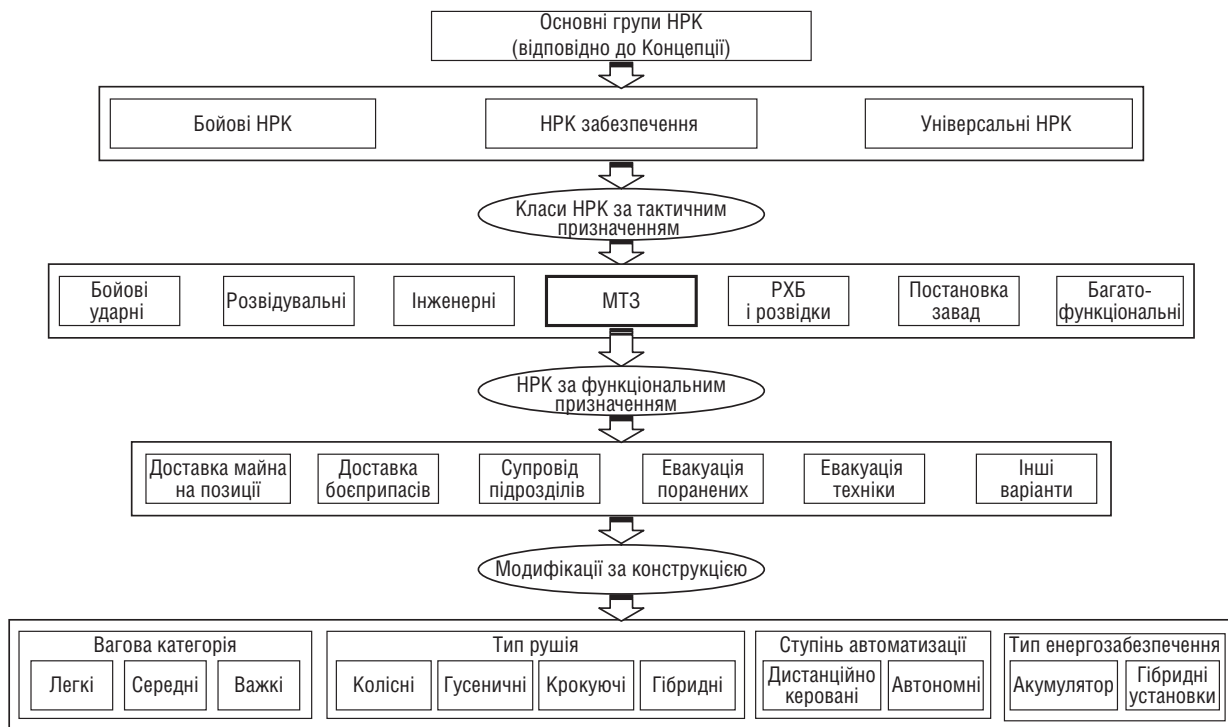 Основні групи НРК
(відповідно до Концепції)
Бойові НРК
НРК забезпечення
Універсальні НРК
Класи НРК за тактичним
призначенням
Бойові
ударні
Розвідувальні
Інженерні
МТЗ
РХБ
і розвідки
Постановка
завад
Багато-
функціональні
НРК за функціональним
призначенням
Доставка майна
на позиції
Доставка
боєприпасів
Супровід
підрозділів
Евакуація
поранених
Евакуація
техніки
Інші
варіанти
Модифікації за конструкцією
Вагова категорія
Легкі
Середні
Важкі
Тип рушія
Колісні
Гусеничні
Крокуючі
Гібридні
Ступінь автоматизації
Дистанційно
керовані
Автономні
Тип енергозабезпечення
Акумулятор
Гібридні
установки